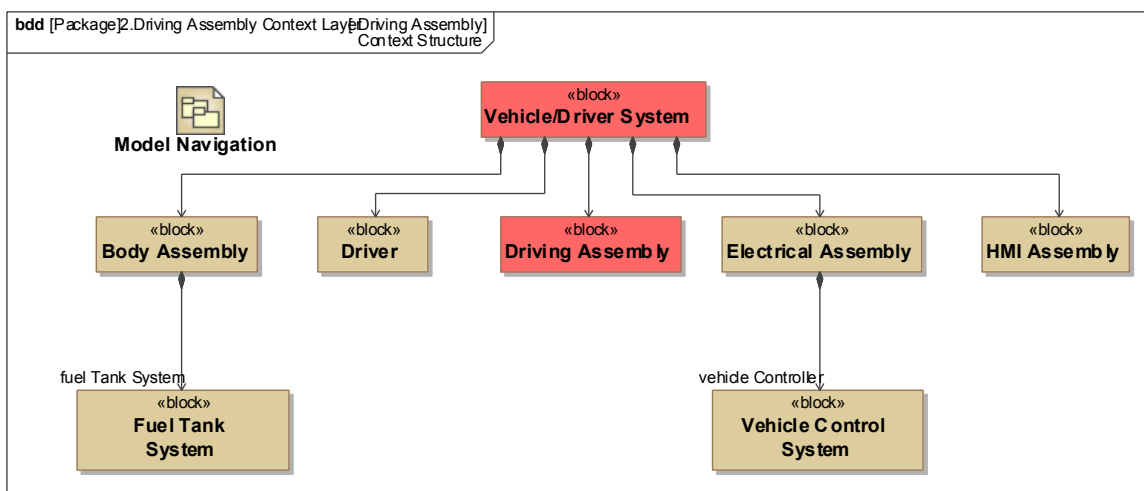 bdd [Package]2.Driving Assembly Context Layer[Driving Assembly]
Context Structure
Model Navigation
«block»
Vehicle/Driver System
«block»
Body Assembly
«block»
Driver
«block»
Driving Assembly
«block»
Electrical Assembly
«block»
HMI Assembly
fuel Tank System
vehicle Controller
«block»
Fuel Tank
System
«block»
Vehicle Control
System